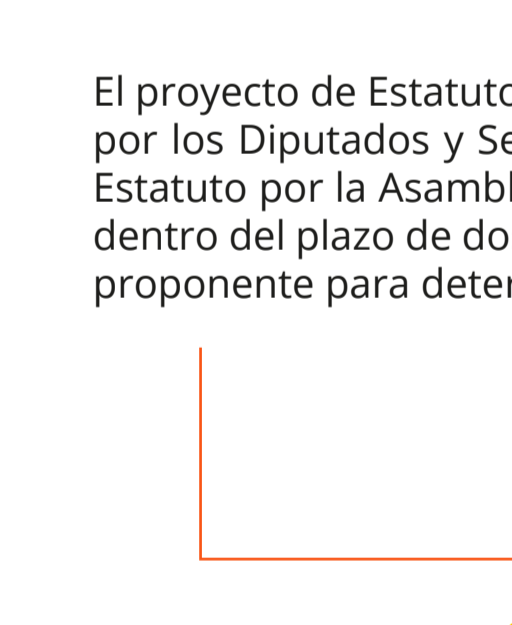 El proyecto de Estatuto
por los Diputados y Se
Estatuto por la Asambl
dentro del plazo de do
proponente para deter